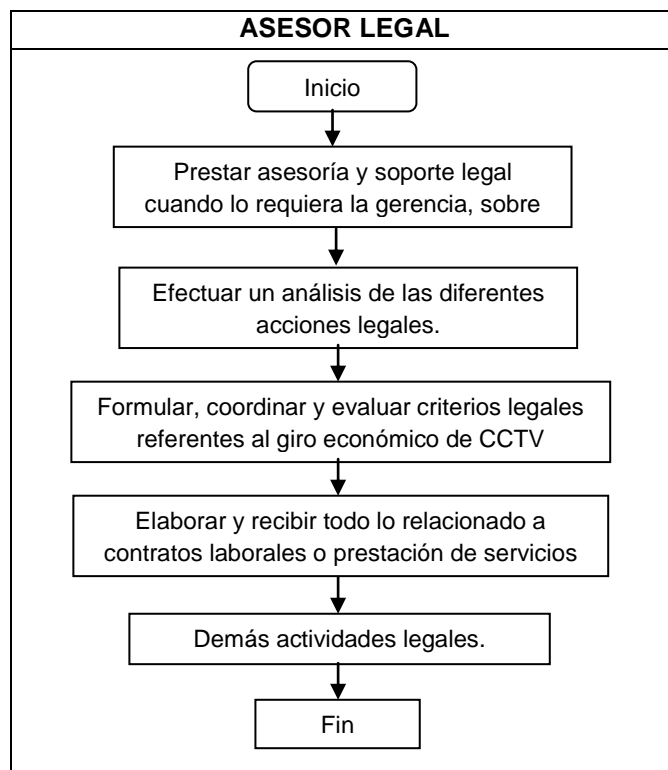 ASESOR LEGAL
Inicio
Prestar asesoría y soporte legal
cuando lo requiera la gerencia, sobre
Efectuar un análisis de las diferentes
acciones legales.
Formular, coordinar y evaluar criterios legales
referentes al giro económico de CCTV
Elaborar y recibir todo lo relacionado a
contratos laborales o prestación de servicios
Demás actividades legales.
Fin